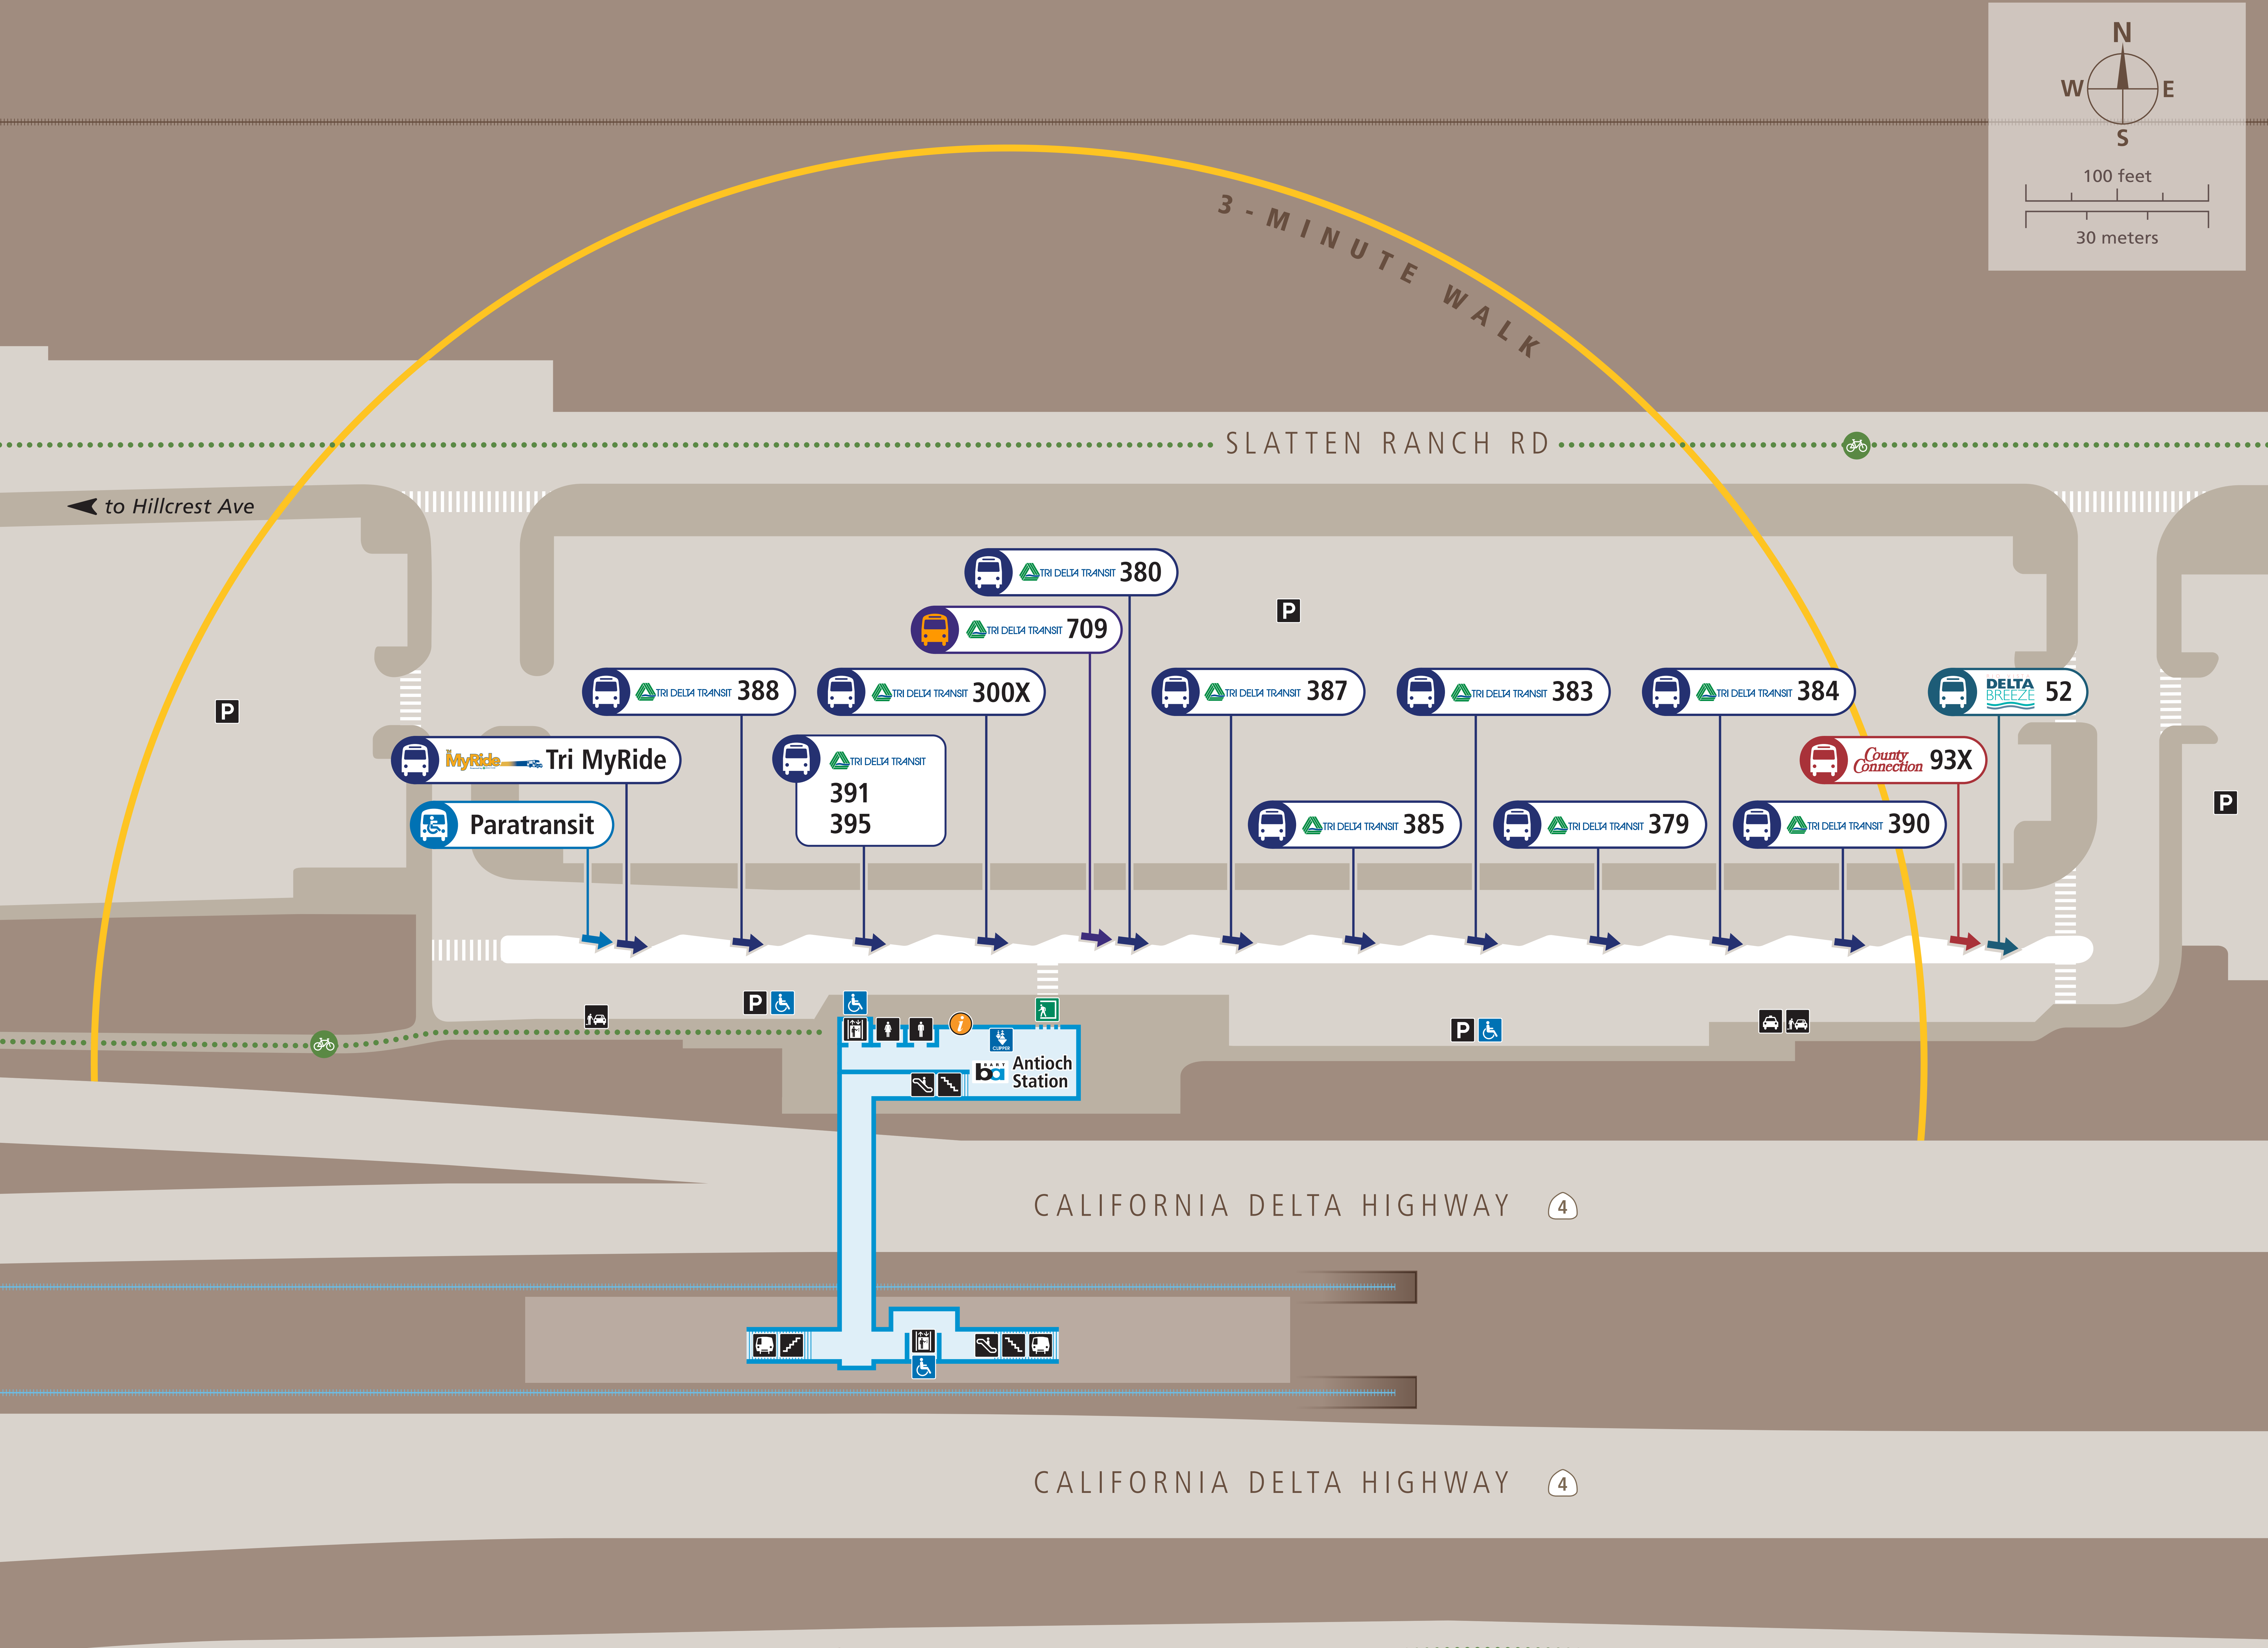 N
W E
S
100 feet
30 meters
3-MINUTE WALK
SLATTEN RANCH RD
to Hillcrest Ave
TRI DELTA TRANSIT 380
P
TRI DELTA TRANSIT 709
TRI DELTA TRANSIT 388
TRI DELTA TRANSIT 300X
TRI DELTA TRANSIT 387
TRI DELTA TRANSIT 383
TRI DELTA TRANSIT 384
DELTA
BREEZE
52
P
MyRide Tri MyRide
TRI DELTA TRANSIT
391
395
County
Connection
93X
P
Paratransit
TRI DELTA TRANSIT 385
TRI DELTA TRANSIT 379
TRI DELTA TRANSIT 390
P
P
i
CLIPPER
BART
ba
Antioch
Station
CALIFORNIA DELTA HIGHWAY 4
CALIFORNIA DELTA HIGHWAY 4